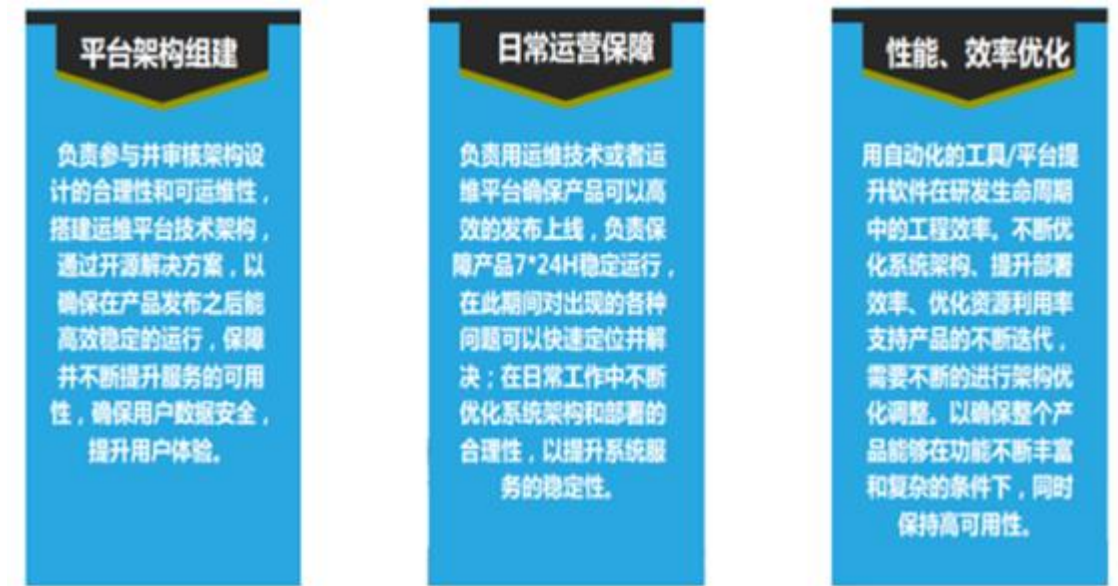 平台架构组建
负责参与并审核架构设
计的合理性和可运维性，
搭建运维平台技术架构，
通过开源解决方案，以
确保在产品发布之后能
高效稳定的运行，保障
并不断提升服务的可用
性，确保用户数据安全，
提升用户体验。
日常运营保障
负责用运维技术或者运
维平台确保产品可以高
效的发布上线，负责保
障产品7*24H稳定运行，
在此期间对出现的各种
问题可以快速定位并解
决；在日常工作中不断
优化系统架构和部署的
合理性，以提升系统服
务的稳定性。
性能、效率优化
用自动化的工具/平台提
升软件在研发生命周期
中的工程效率。不断优
化系统架构、提升部署
效率、优化资源利用率
支持产品的不断迭代，
需要不断的进行架构优
化调整。以确保整个产
品能够在功能不断丰富
和复杂的条件下，同时
保持高可用性。